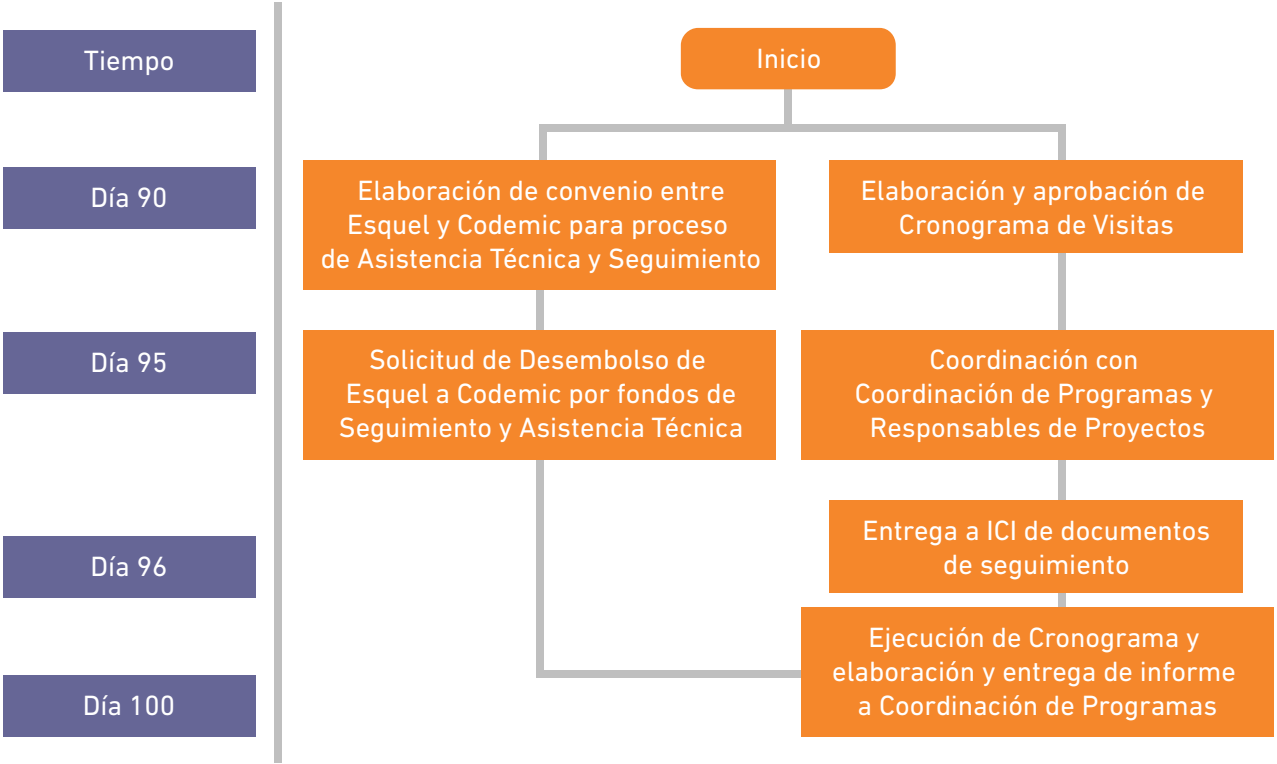 Tiempo
Inicio
Día 90
Elaboración de convenio entre
Esquel y Codemic para proceso
de Asistencia Técnica y Seguimiento
Elaboración y aprobación de
Cronograma de Visitas
Día 95
Solicitud de Desembolso de
Esquel a Codemic por fondos de
Seguimiento y Asistencia Técnica
Coordinación con
Coordinación de Programas y
Responsables de Proyectos
Día 96
Entrega a ICI de documentos
de seguimiento
Día 100
Ejecución de Cronograma y
elaboración y entrega de informe
a Coordinación de Programas